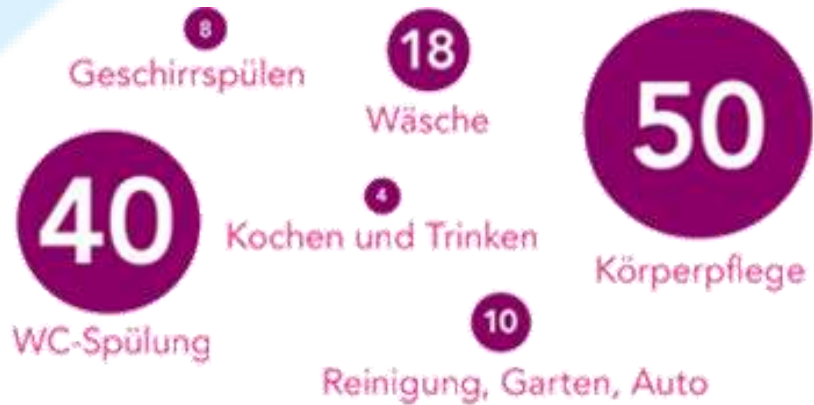 8
Geschirrspülen
18
Wäsche
50
Körperpflege
40
WC-Spülung
4
Kochen und Trinken
10
Reinigung, Garten, Auto